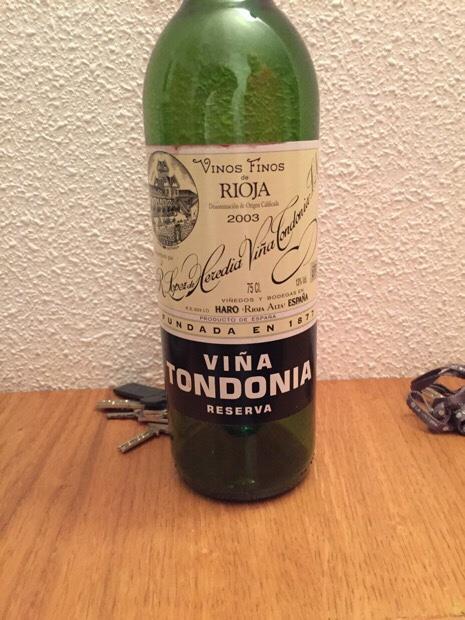 VINOS FINOS
de
RIOJA
Denominación de Origen Calificada
2003
R. Lopez de Heredia Viña Tondonia
75 Cl.
VIÑEDOS Y BODEGAS EN
HARO (RIOJA ALTA) ESPAÑA
PRODUCTO DE ESPAÑA
FUNDADA EN 1877
VIÑA
TONDONIA
RESERVA